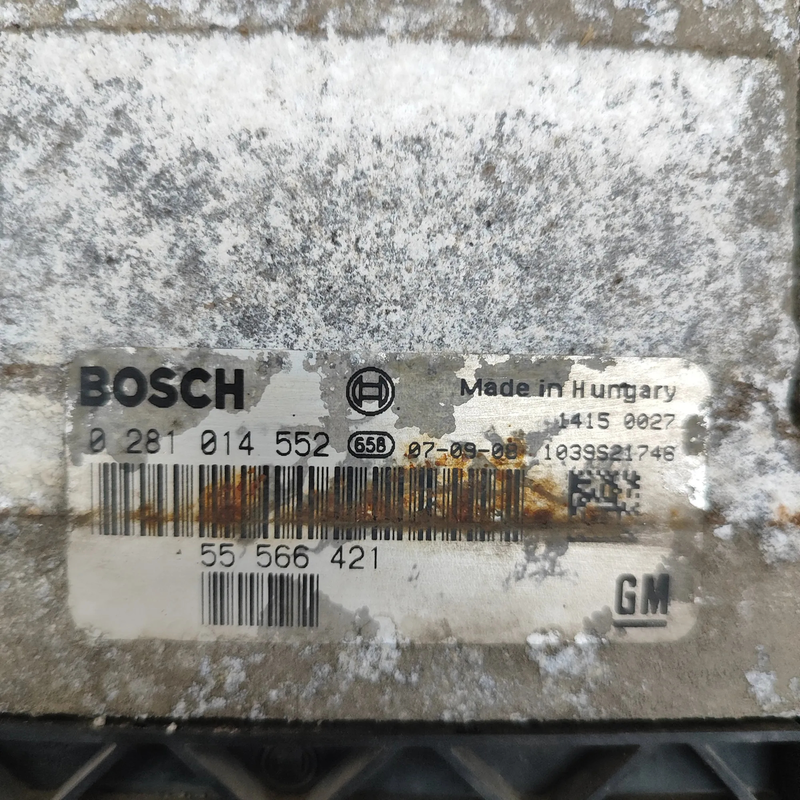 BOSCH
Made in Hungary
1415 0027
0 281 014 552 658 07-09-08 1039S21746
55 566 421
GM